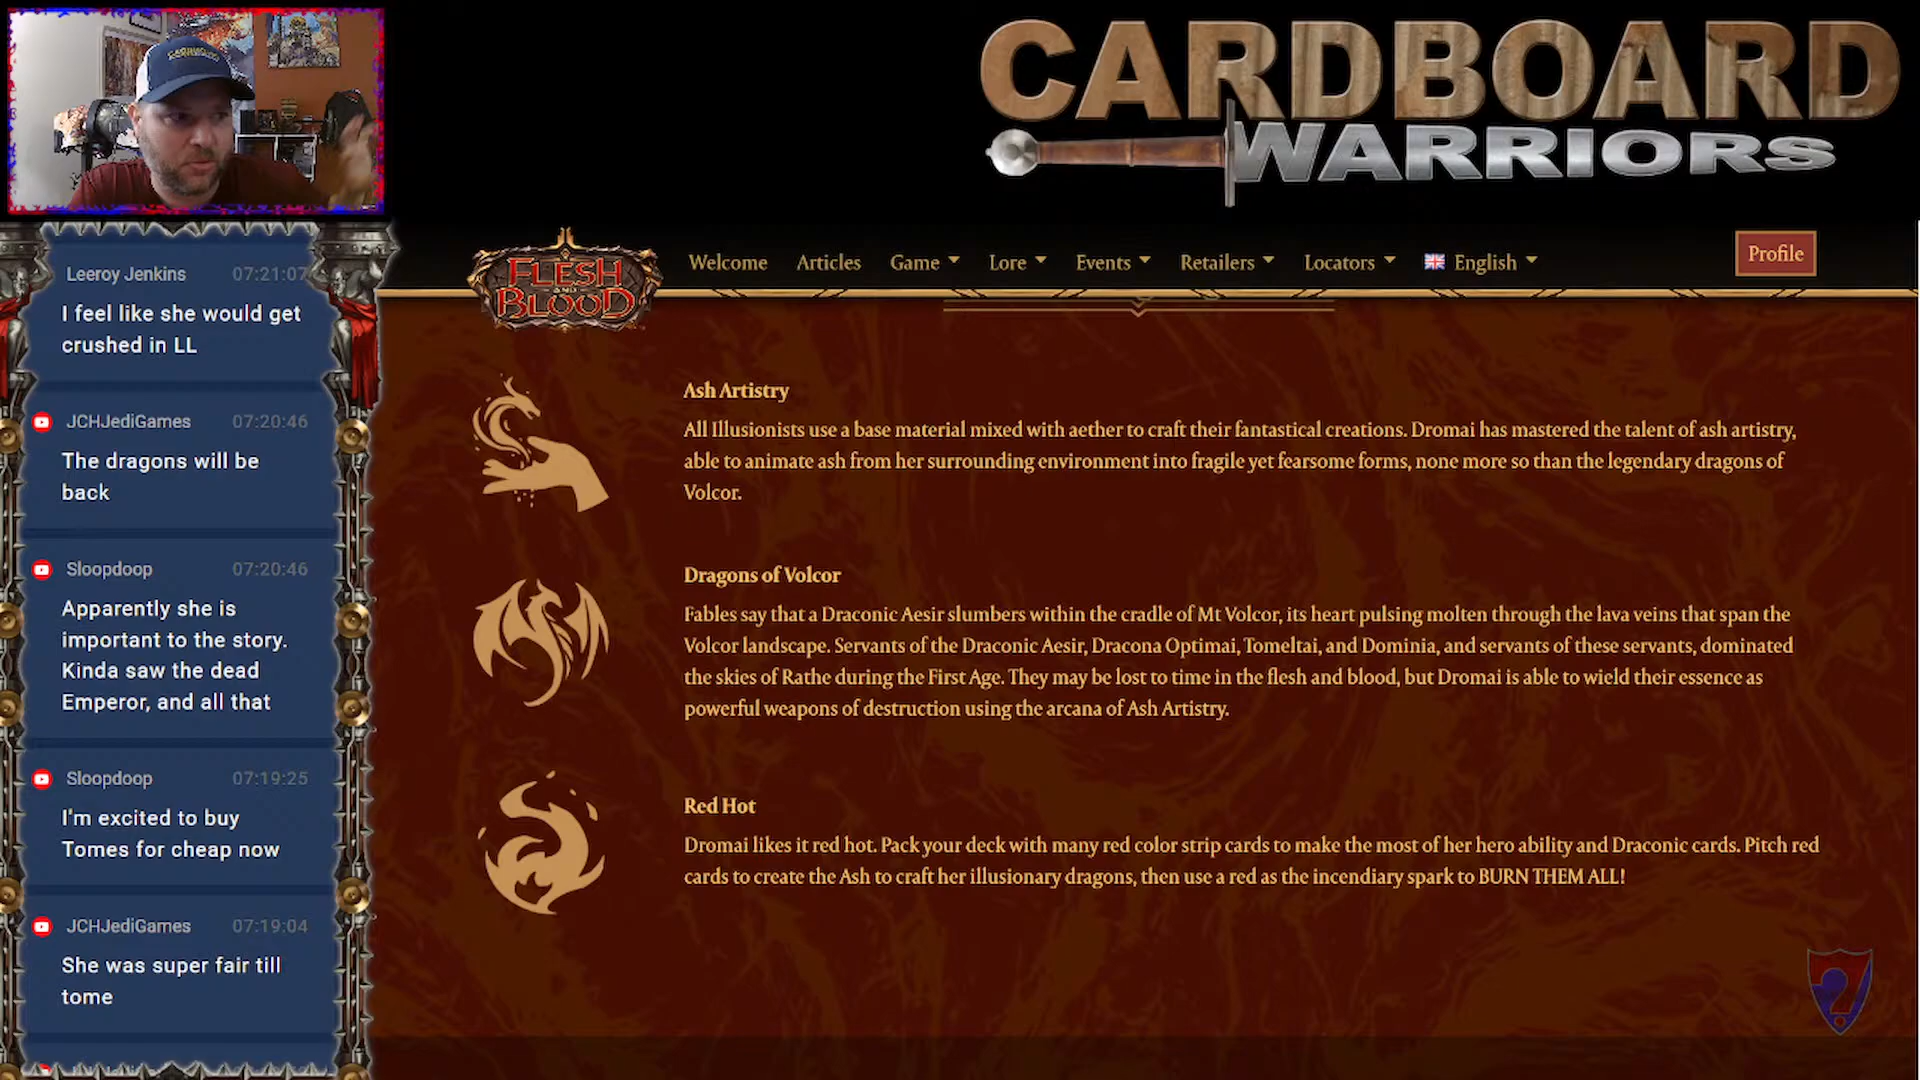 CARDBOARD
WARRIORS
FLESH
AND
BLOOD
Welcome
Articles
Game
Lore
Events
Retailers
Locators
English
Profile
Leeroy Jenkins 07:21:07
I feel like she would get
crushed in LL
JCHJediGames 07:20:46
The dragons will be
back
Sloopdoop 07:20:46
Apparently she is
important to the story.
Kinda saw the dead
Emperor, and all that
Sloopdoop 07:19:25
I'm excited to buy
Tomes for cheap now
JCHJediGames 07:19:04
She was super fair till
tome
Ash Artistry
All Illusionists use a base material mixed with aether to craft their fantastical creations. Dromai has mastered the talent of ash artistry,
able to animate ash from her surrounding environment into fragile yet fearsome forms, none more so than the legendary dragons of
Volcor.
Dragons of Volcor
Fables say that a Draconic Aesir slumbers within the cradle of Mt Volcor, its heart pulsing molten through the lava veins that span the
Volcor landscape. Servants of the Draconic Aesir, Dracona Optimai, Tomeltai, and Dominia, and servants of these servants, dominated
the skies of Rathe during the First Age. They may be lost to time in the flesh and blood, but Dromai is able to wield their essence as
powerful weapons of destruction using the arcana of Ash Artistry.
Red Hot
Dromai likes it red hot. Pack your deck with many red color strip cards to make the most of her hero ability and Draconic cards. Pitch red
cards to create the Ash to craft her illusionary dragons, then use a red as the incendiary spark to BURN THEM ALL!